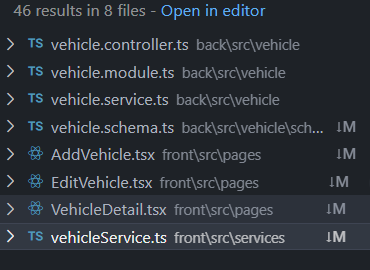 46 results in 8 files - Open in editor
TS vehicle.controller.ts back\src\vehicle
TS vehicle.module.ts back\src\vehicle
TS vehicle.service.ts back\src\vehicle
TS vehicle.schema.ts back\src\vehicle\sch... ↓M
AddVehicle.tsx front\src\pages ↓M
EditVehicle.tsx front\src\pages ↓M
VehicleDetail.tsx front\src\pages ↓M
TS vehicleService.ts front\src\services ↓M